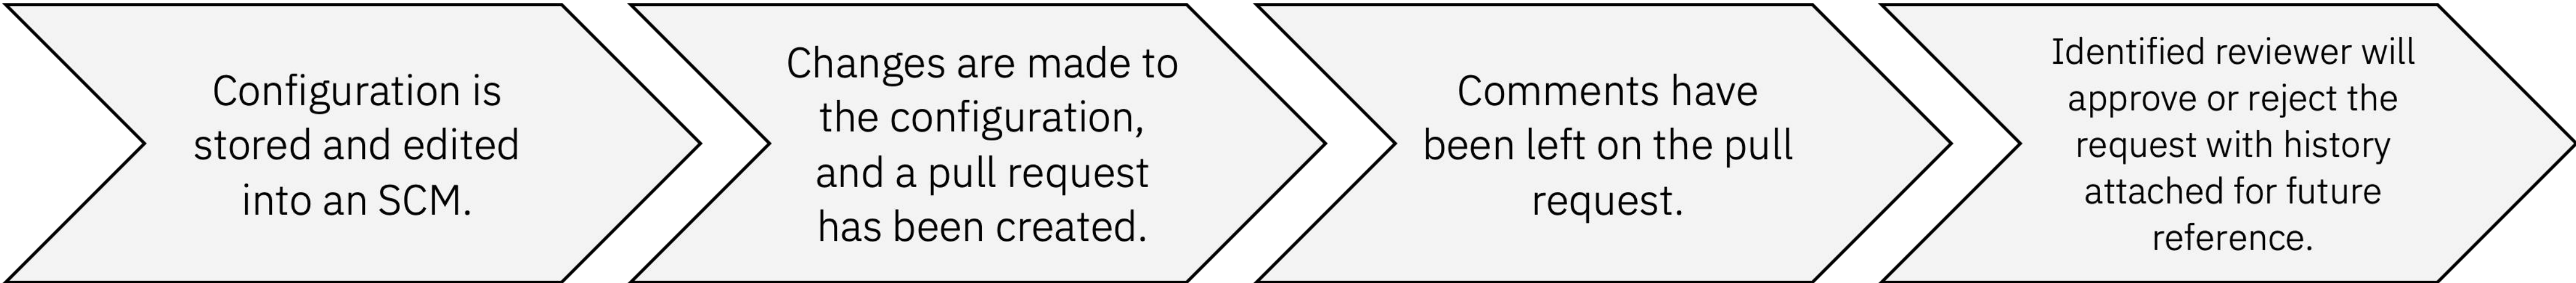 Configuration is
stored and edited
into an SCM.
Changes are made to
the configuration,
and a pull request
has been created.
Comments have
been left on the pull
request.
Identified reviewer will
approve or reject the
request with history
attached for future
reference.